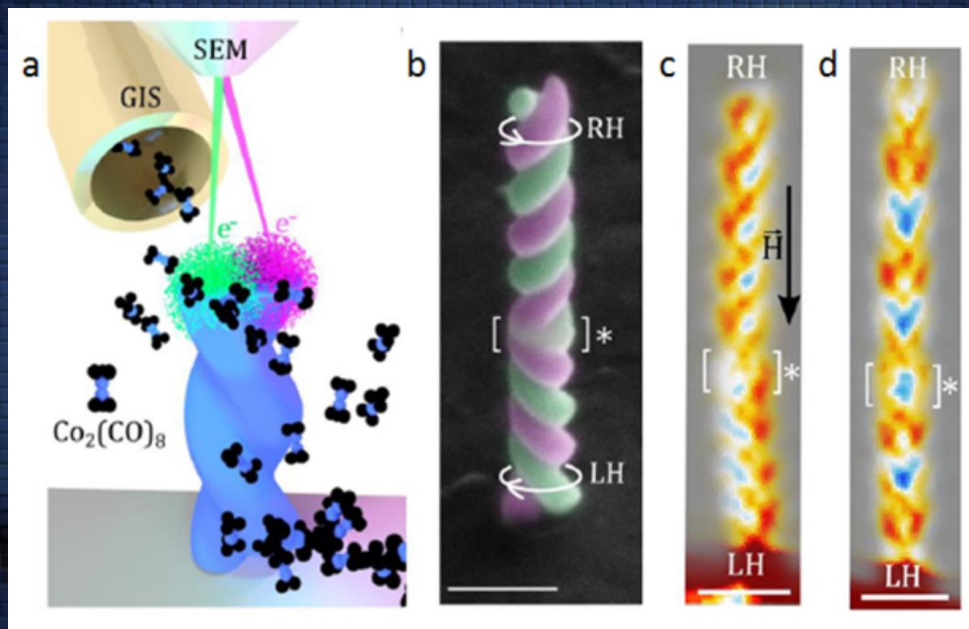 a
SEM
GIS
e⁻
e⁻
Co₂(CO)₈
b
RH
[ ]*
LH
c
RH
H⃗
[ ]*
LH
d
RH
[ ]*
LH